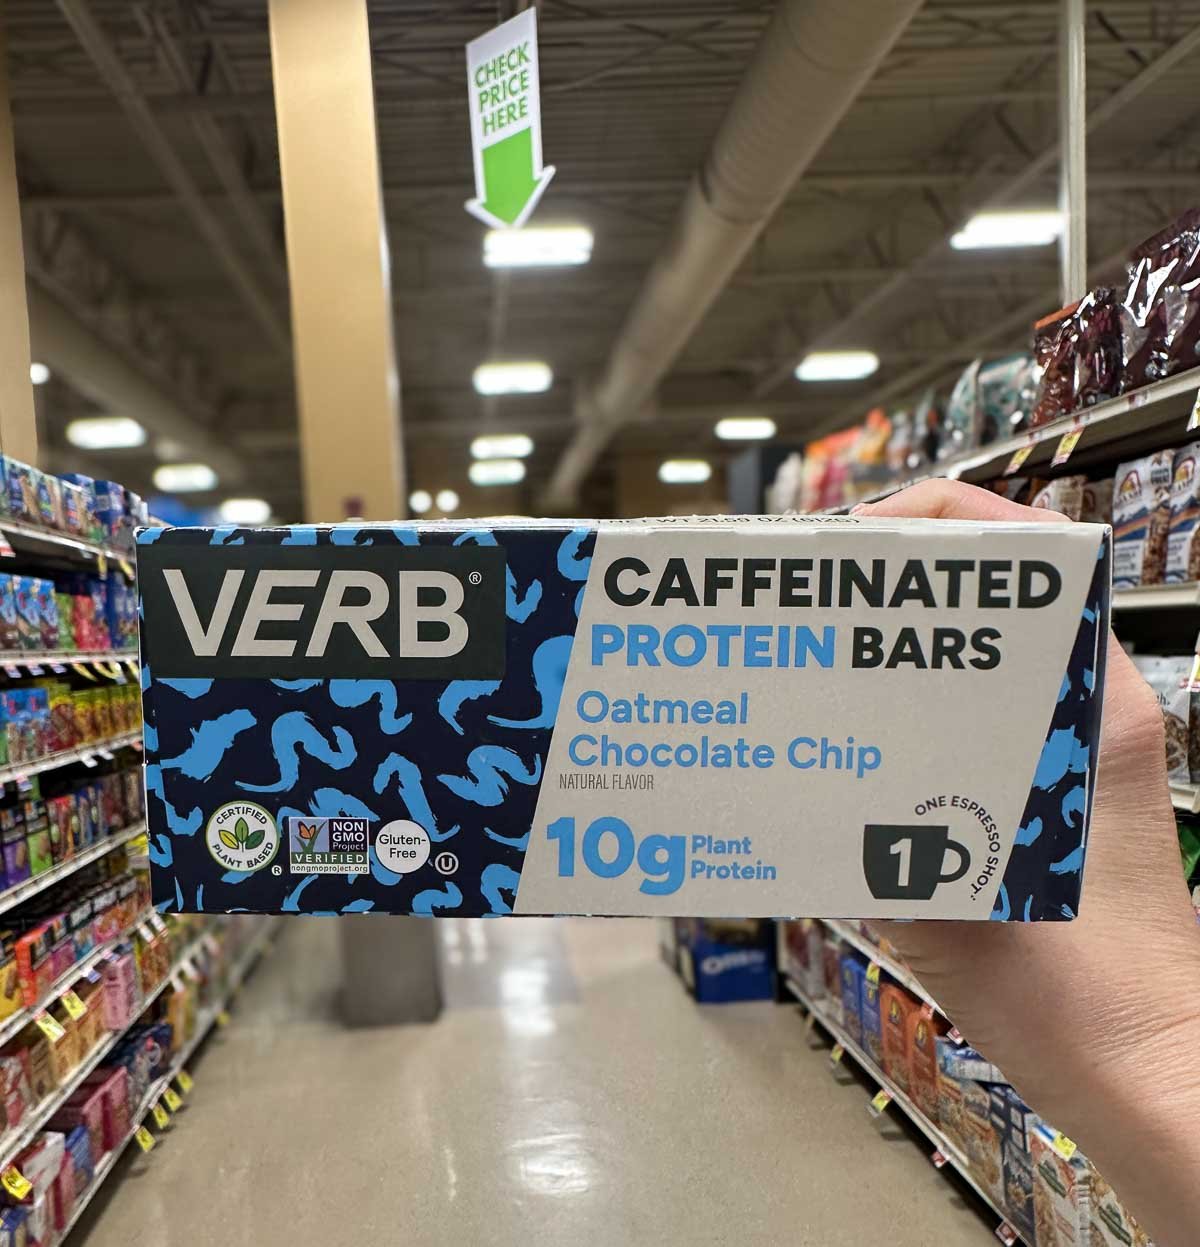 CHECK
PRICE
HERE
VERB®
CAFFEINATED
PROTEIN BARS
Oatmeal
Chocolate Chip
NATURAL FLAVOR
10g Plant
Protein
1
ONE ESPRESSO SHOT
CERTIFIED
PLANT BASED
®
NON
GMO
Project
VERIFIED
nongmoproject.org
Gluten-
Free
U